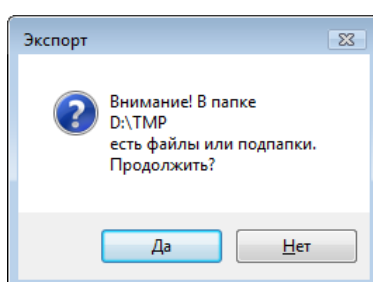 Экспорт
Внимание! В папке
D:\TMP
есть файлы или подпапки.
Продолжить?
Да
Нет